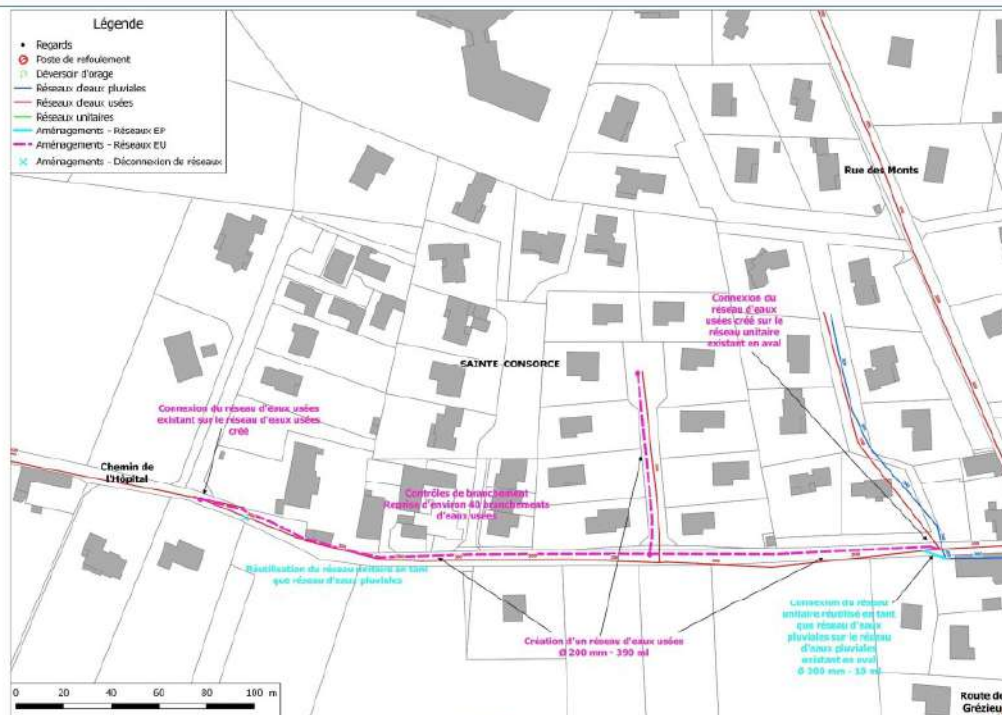 Légende
Regards
Poste de refoulement
Déversoir d'orage
Réseaux d'eaux pluviales
Réseaux d'eaux usées
Réseaux unitaires
Aménagements - Réseaux EP
Aménagements - Réseaux EU
Aménagements - Déconnexion de réseaux
Rue des Monts
Connexion du
réseau d'eaux
usées créé sur le
réseau unitaire
existant en aval
SAINTE CONSORCE
Connexion du réseau d'eaux usées
existant sur le réseau d'eaux usées
créé
Chemin de
l'Hôpital
Contrôles de branchement
Reprise d'environ 40 branchements
d'eaux usées
Réutilisation du réseau unitaire en tant
que réseau d'eaux pluviales
Création d'un réseau d'eaux usées
Ø 200 mm - 390 ml
Connexion du réseau
unitaire réutilisé en tant
que réseau d'eaux
pluviales sur le réseau
d'eaux pluviales
existant en aval
Ø 300 mm - 10 ml
Route de
Grézieu
0 20 40 60 80 100 m